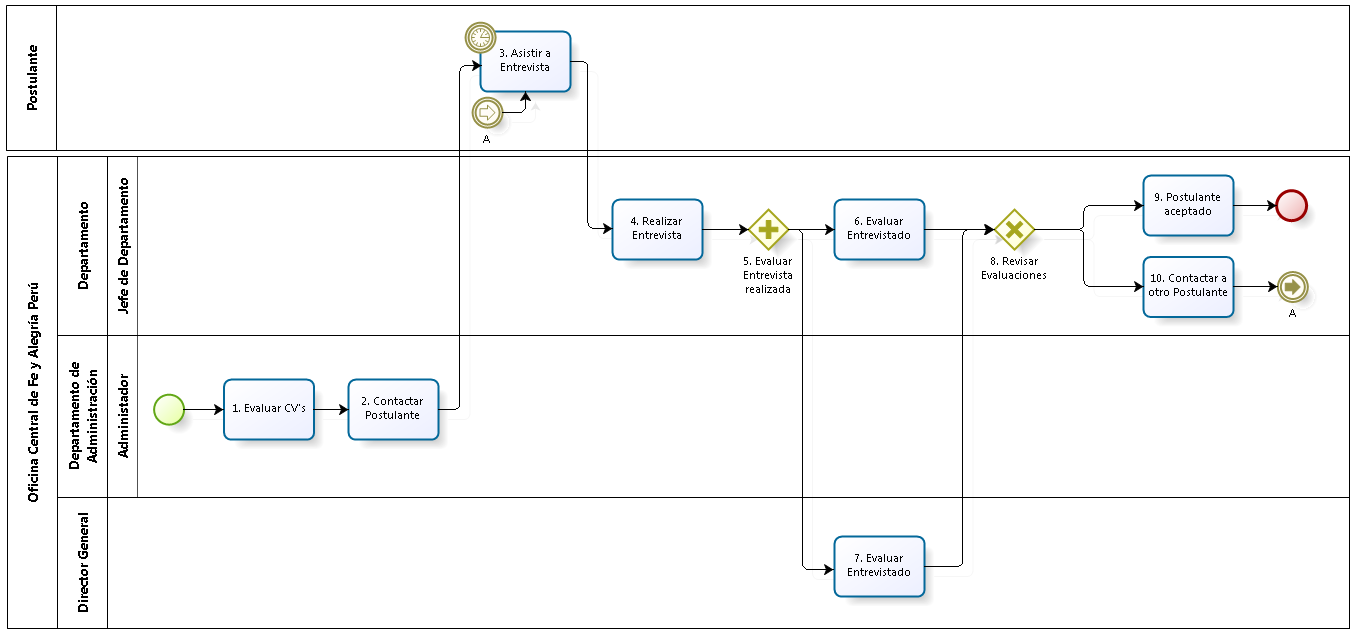 Postulante
3. Asistir a
Entrevista
A
Oficina Central de Fe y Alegría Perú
Departamento
Jefe de Departamento
4. Realizar
Entrevista
5. Evaluar
Entrevista
realizada
6. Evaluar
Entrevistado
8. Revisar
Evaluaciones
9. Postulante
aceptado
10. Contactar a
otro Postulante
A
Departamento de
Administración
Administador
1. Evaluar CV's
2. Contactar
Postulante
Director General
7. Evaluar
Entrevistado